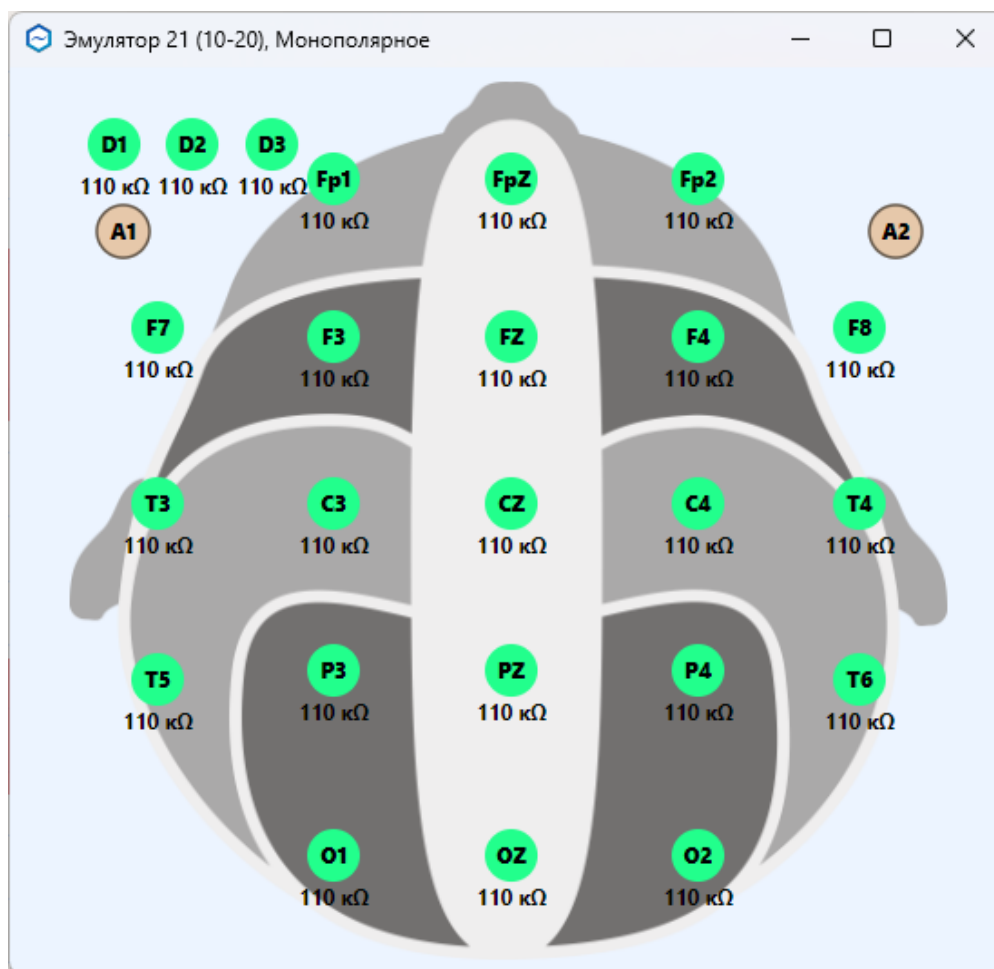 Эмулятор 21 (10-20), Монополярное
D1 D2 D3
110 кΩ 110 кΩ 110 кΩ
Fp1 FpZ Fp2
110 кΩ 110 кΩ 110 кΩ
A1 A2
F7 F3 FZ F4 F8
110 кΩ 110 кΩ 110 кΩ 110 кΩ 110 кΩ
T3 C3 CZ C4 T4
110 кΩ 110 кΩ 110 кΩ 110 кΩ 110 кΩ
T5 P3 PZ P4 T6
110 кΩ 110 кΩ 110 кΩ 110 кΩ 110 кΩ
O1 OZ O2
110 кΩ 110 кΩ 110 кΩ